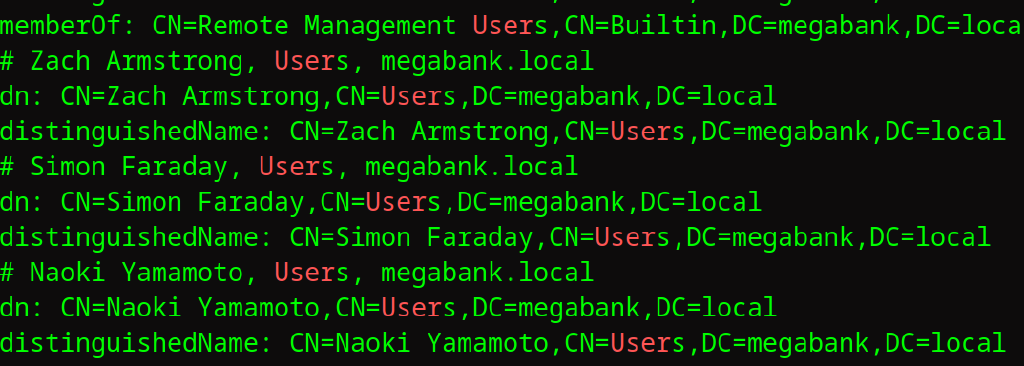 memberOf: CN=Remote Management Users,CN=Builtin,DC=megabank,DC=loca
# Zach Armstrong, Users, megabank.local
dn: CN=Zach Armstrong,CN=Users,DC=megabank,DC=local
distinguishedName: CN=Zach Armstrong,CN=Users,DC=megabank,DC=local
# Simon Faraday, Users, megabank.local
dn: CN=Simon Faraday,CN=Users,DC=megabank,DC=local
distinguishedName: CN=Simon Faraday,CN=Users,DC=megabank,DC=local
# Naoki Yamamoto, Users, megabank.local
dn: CN=Naoki Yamamoto,CN=Users,DC=megabank,DC=local
distinguishedName: CN=Naoki Yamamoto,CN=Users,DC=megabank,DC=local